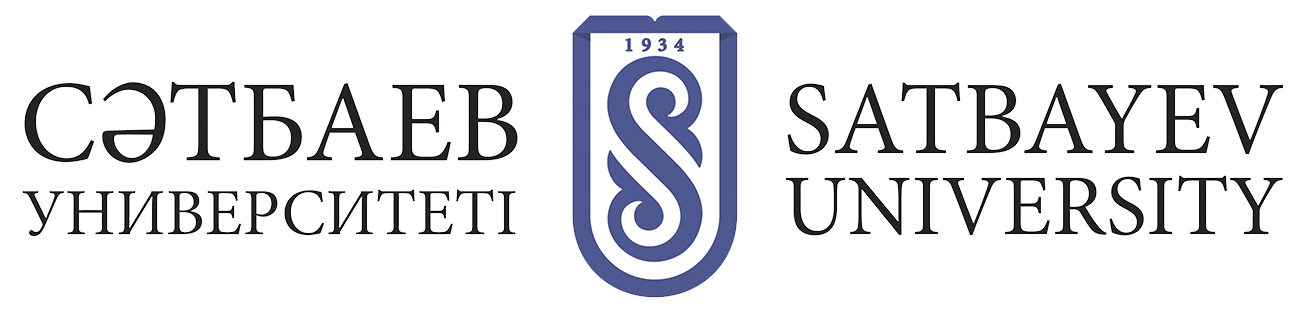 СӘТБАЕВ
УНИВЕРСИТЕТІ
1934
SATBAYEV
UNIVERSITY